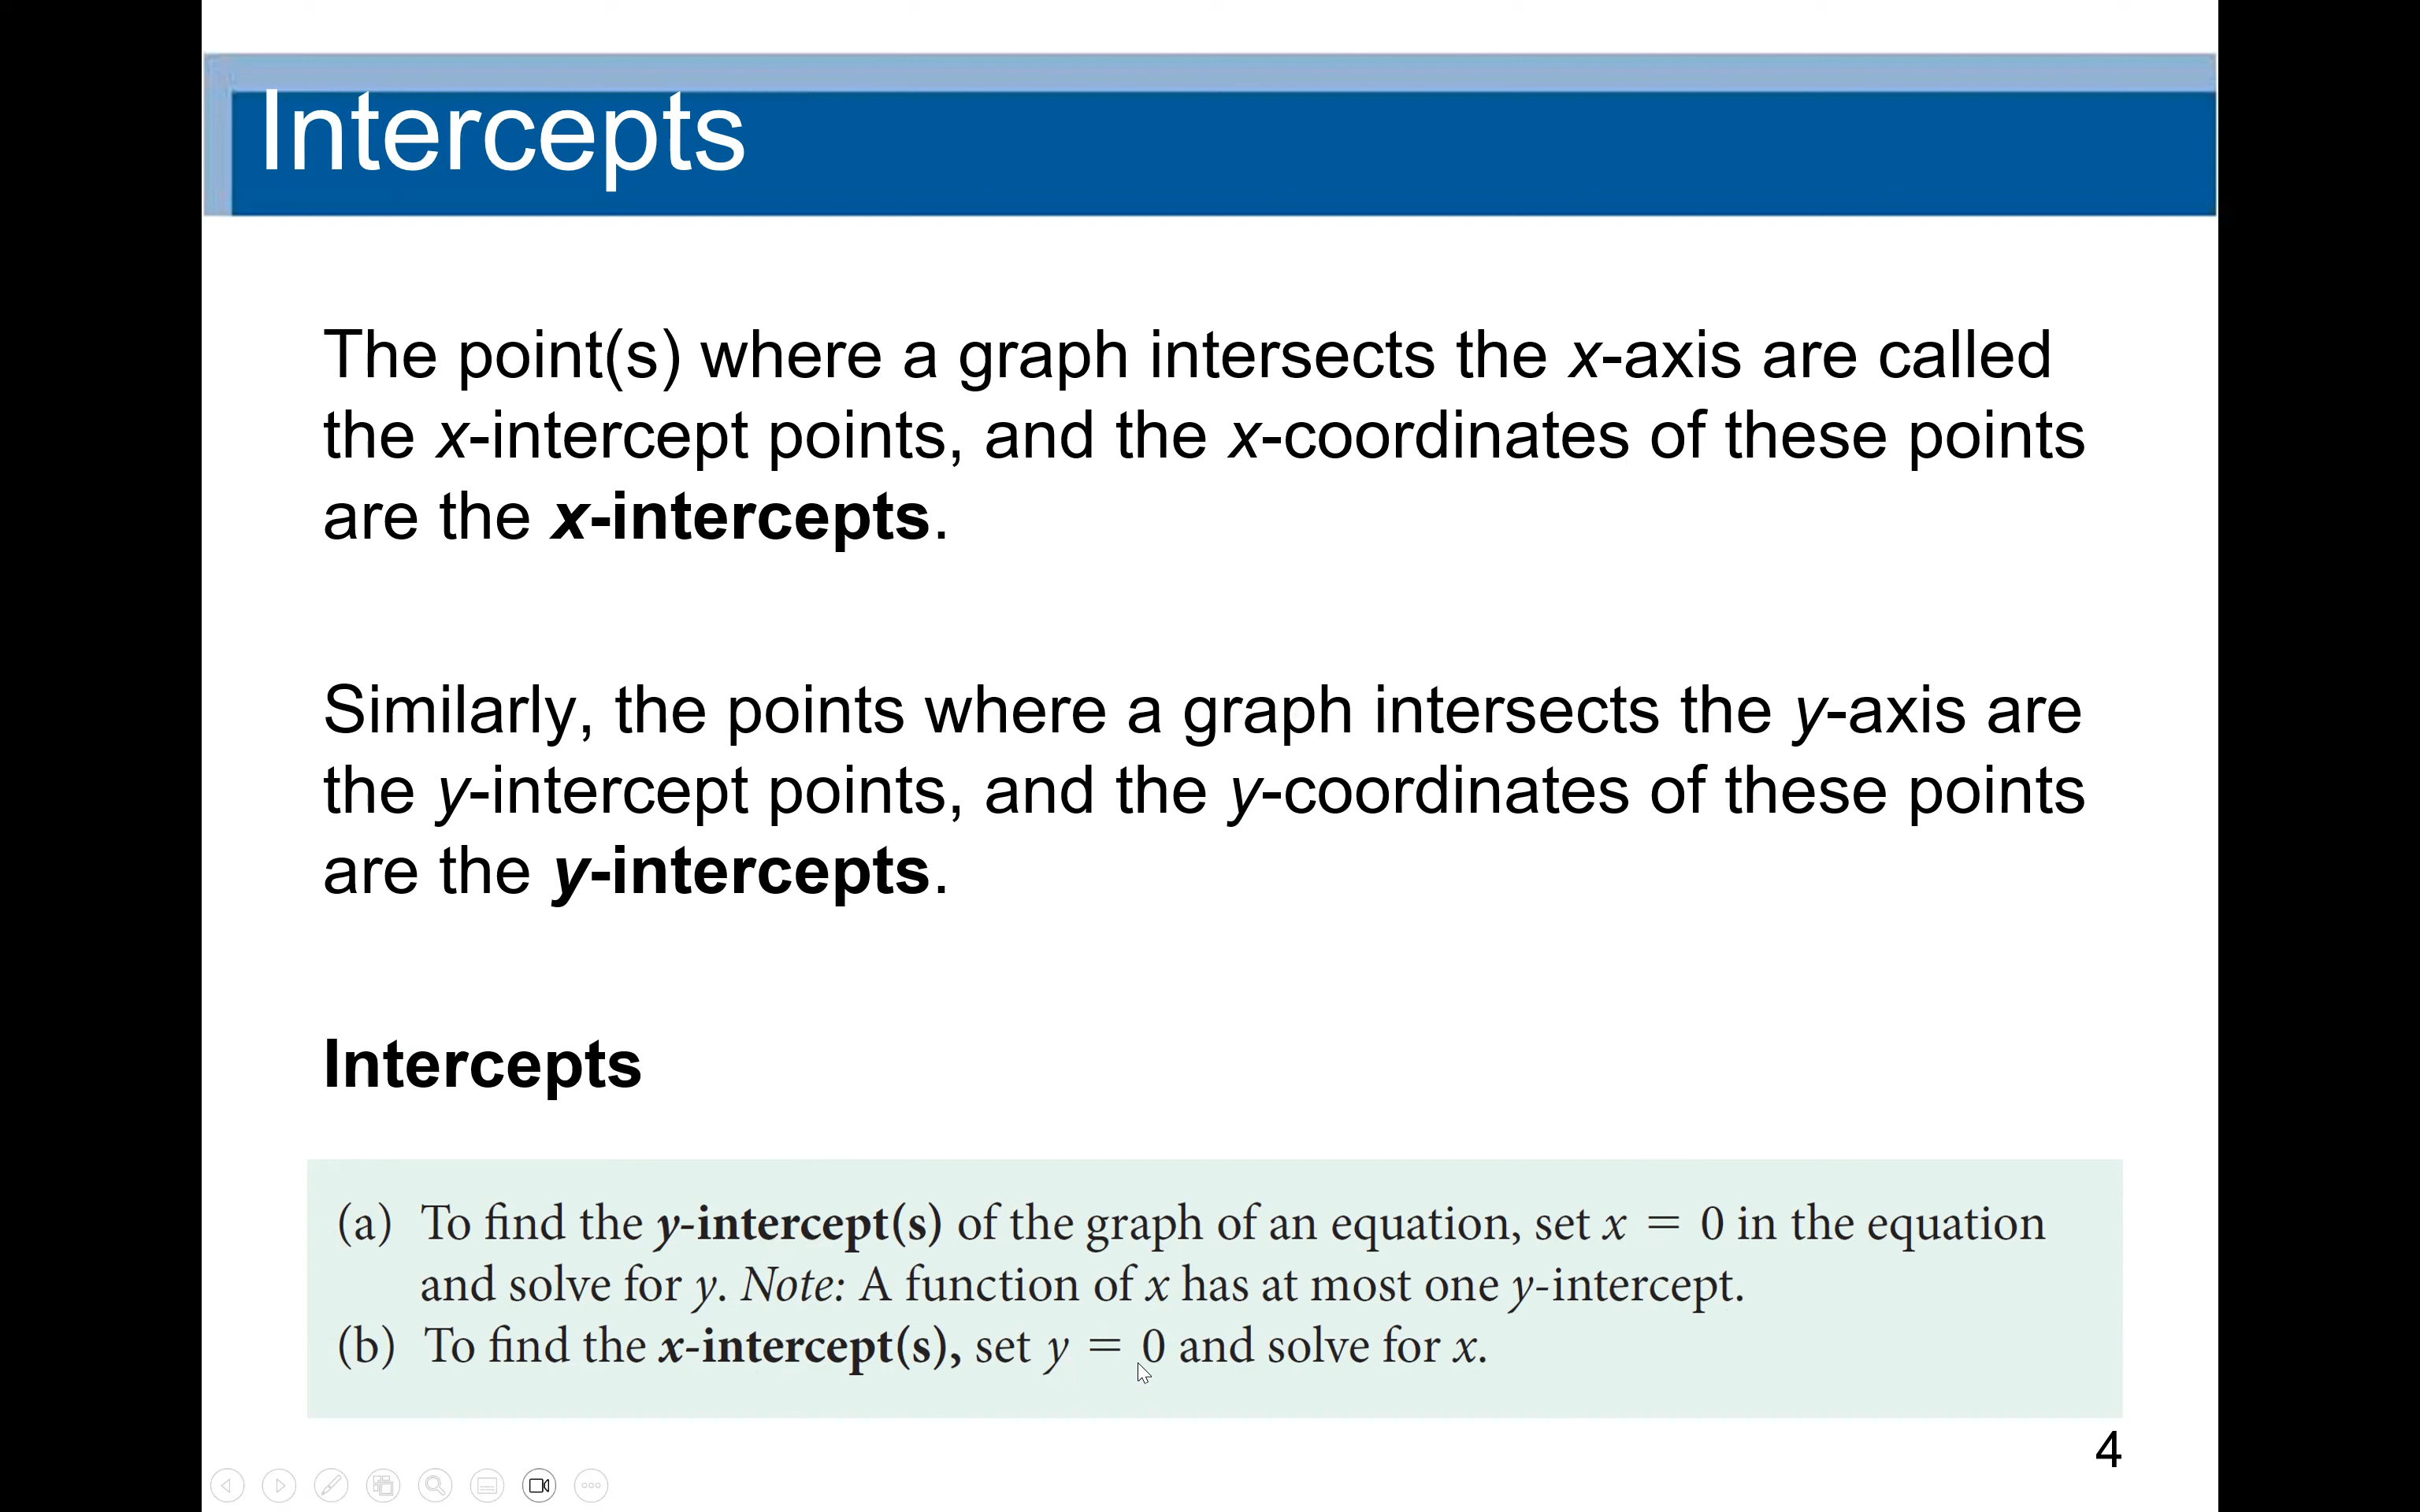 Intercepts
The point(s) where a graph intersects the x-axis are called
the x-intercept points, and the x-coordinates of these points
are the x-intercepts.
Similarly, the points where a graph intersects the y-axis are
the y-intercept points, and the y-coordinates of these points
are the y-intercepts.
Intercepts
(a) To find the y-intercept(s) of the graph of an equation, set x = 0 in the equation
and solve for y. Note: A function of x has at most one y-intercept.
(b) To find the x-intercept(s), set y = 0 and solve for x.
4